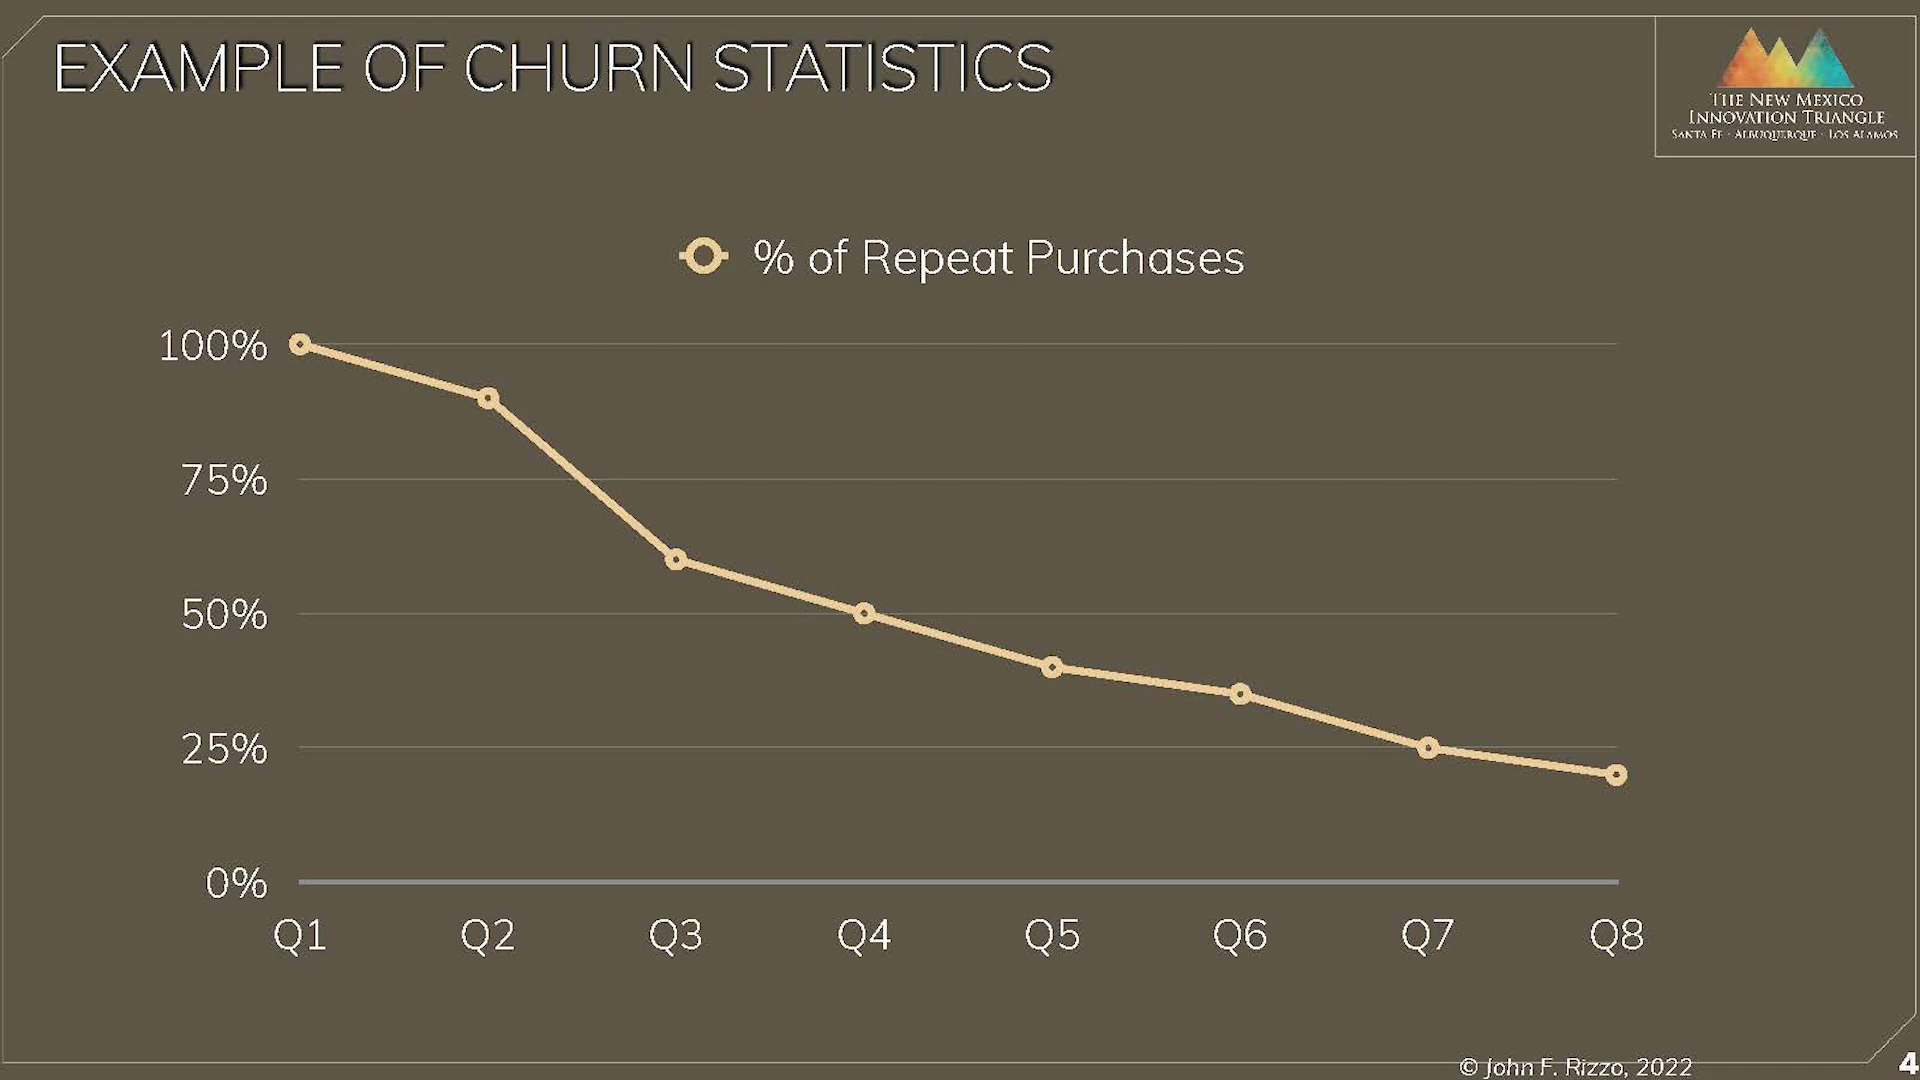 EXAMPLE OF CHURN STATISTICS
THE NEW MEXICO
INNOVATION TRIANGLE
SANTA FE · ALBUQUERQUE · LOS ALAMOS
% of Repeat Purchases
100%
75%
50%
25%
0%
Q1 Q2 Q3 Q4 Q5 Q6 Q7 Q8
© John F. Rizzo, 2022
4